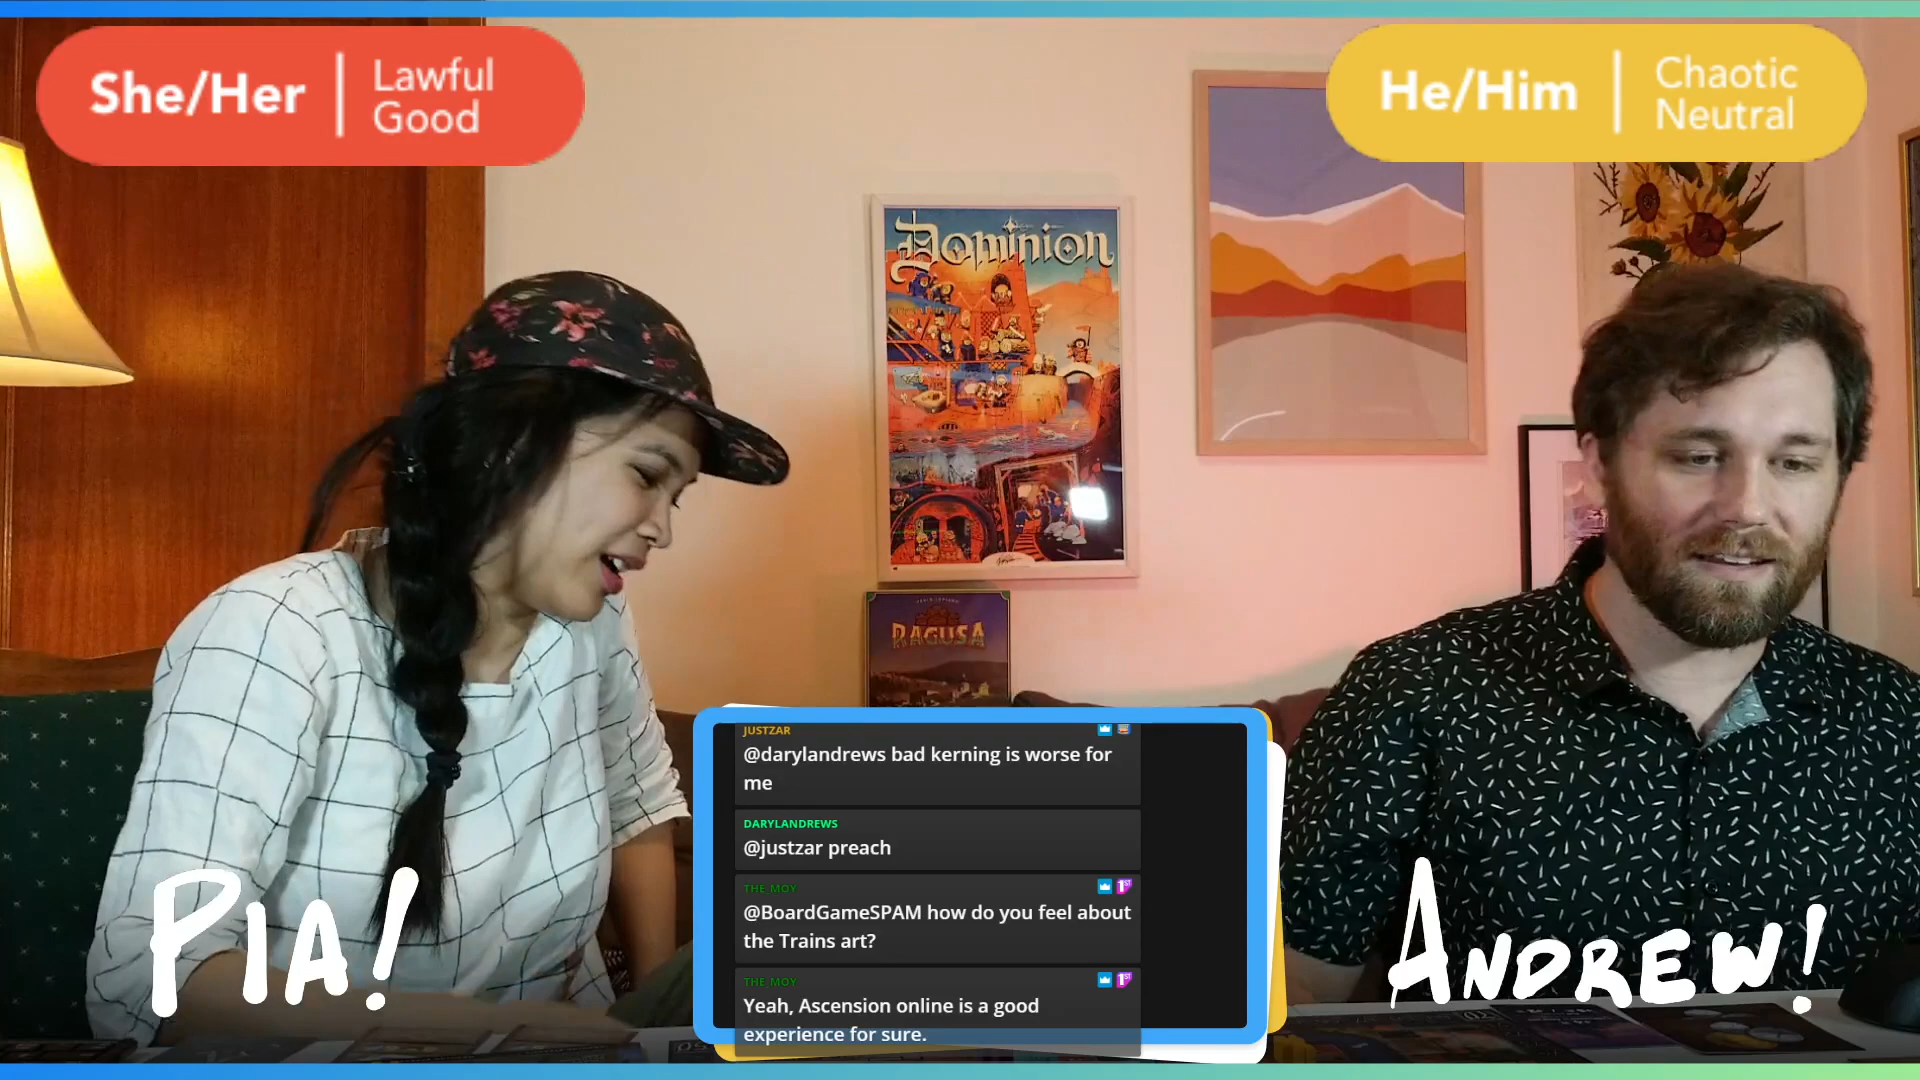 She/Her
Lawful
Good
He/Him
Chaotic
Neutral
Dominion
RAGUSA
JUSTZAR
@darylandrews bad kerning is worse for
me
DARYLANDREWS
@justzar preach
THE_MOY
@BoardGameSPAM how do you feel about
the Trains art?
THE_MOY
Yeah, Ascension online is a good
experience for sure.
PIA!
ANDREW!